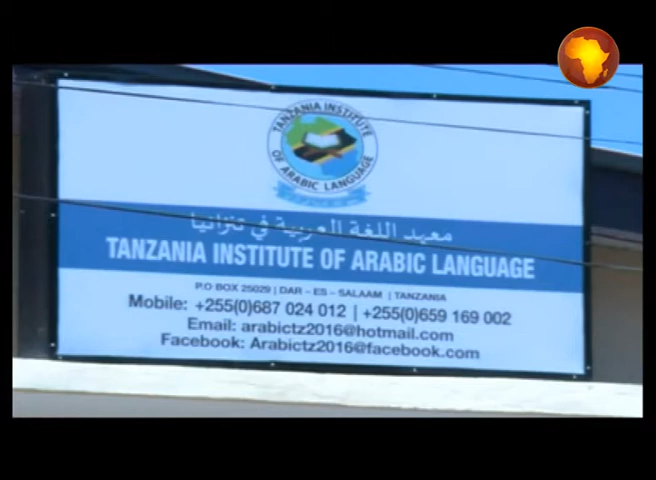 TANZANIA INSTITUTE
OF ARABIC LANGUAGE
معهد اللغة العربية في تنزانيا
TANZANIA INSTITUTE OF ARABIC LANGUAGE
P.O BOX 25029 | DAR - ES - SALAAM | TANZANIA
Mobile: +255(0)687 024 012 | +255(0)659 169 002
Email: arabictz2016@hotmail.com
Facebook: Arabictz2016@facebook.com